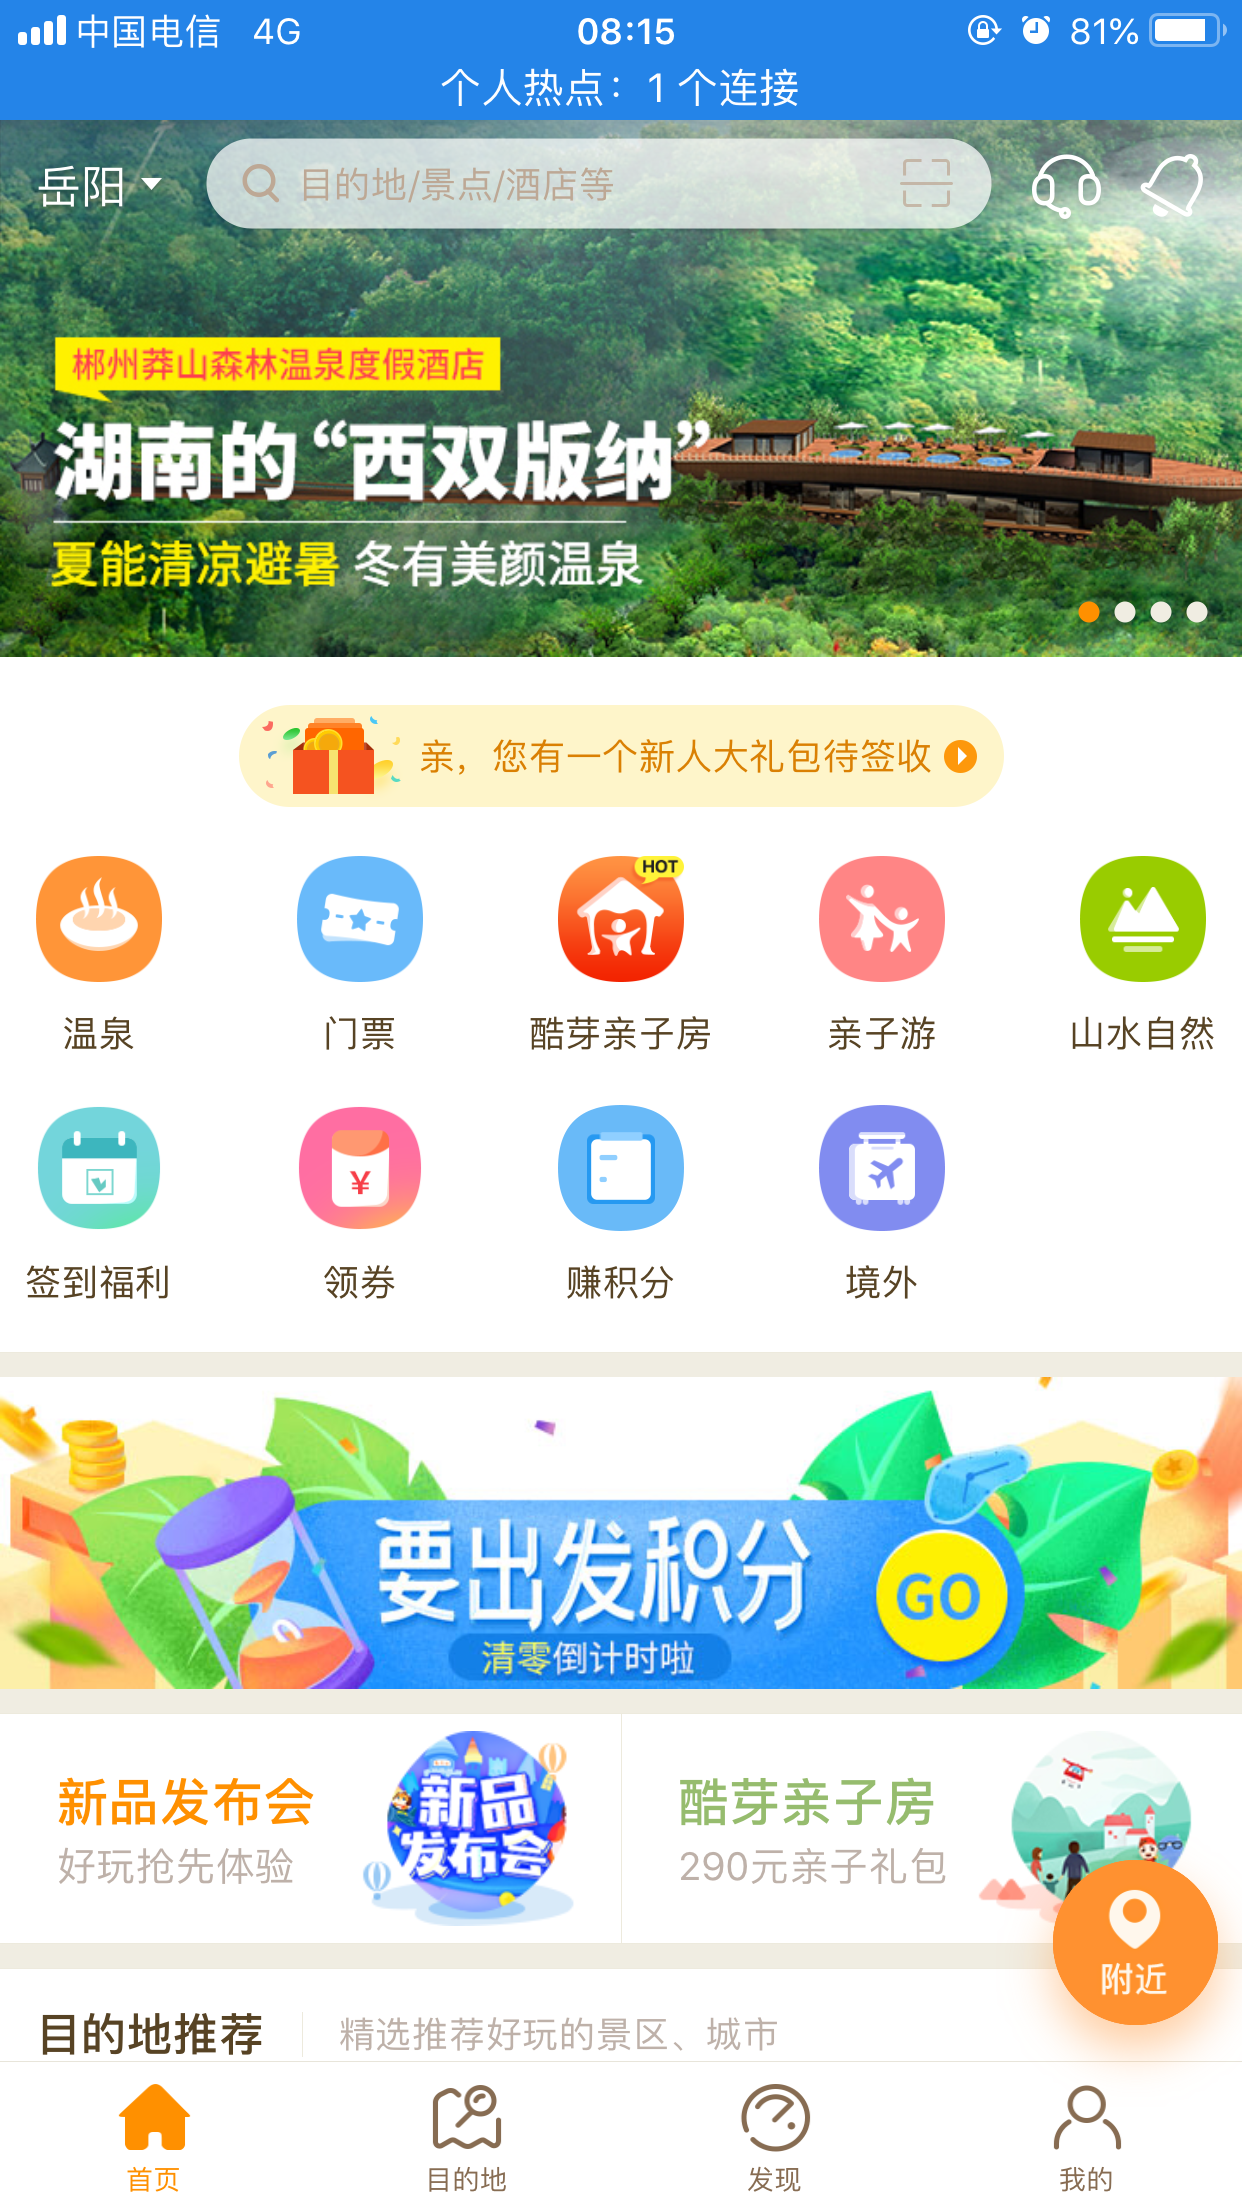 中国电信 4G 08:15 81%
个人热点：1 个连接
岳阳 目的地/景点/酒店等
郴州莽山森林温泉度假酒店
湖南的“西双版纳”
夏能清凉避暑 冬有美颜温泉
亲，您有一个新人大礼包待签收
HOT
温泉 门票 酷芽亲子房 亲子游 山水自然
¥
签到福利 领券 赚积分 境外
要出发积分
GO
清零倒计时啦
新品发布会
好玩抢先体验
新品
发布会
酷芽亲子房
290元亲子礼包
附近
目的地推荐 精选推荐好玩的景区、城市
首页 目的地 发现 我的